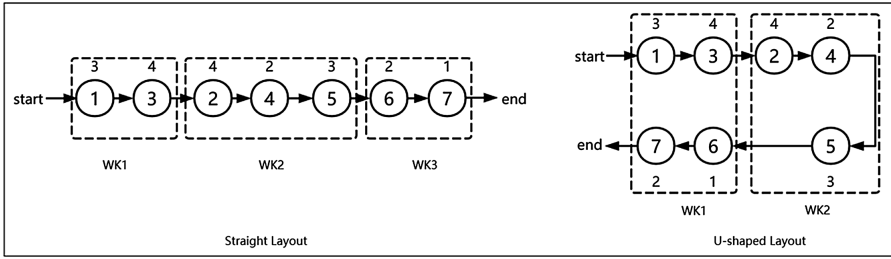 3 4 4 2 3 2 1
start 1 3 2 4 5 6 7 end
WK1 WK2 WK3
Straight Layout
3 4 4 2
start 1 3 2 4
end 7 6 5
2 1 3
WK1 WK2
U-shaped Layout